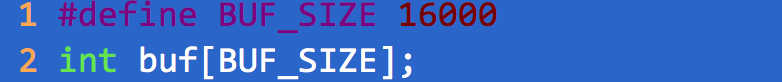 1 #define BUF_SIZE 16000
2 int buf[BUF_SIZE];